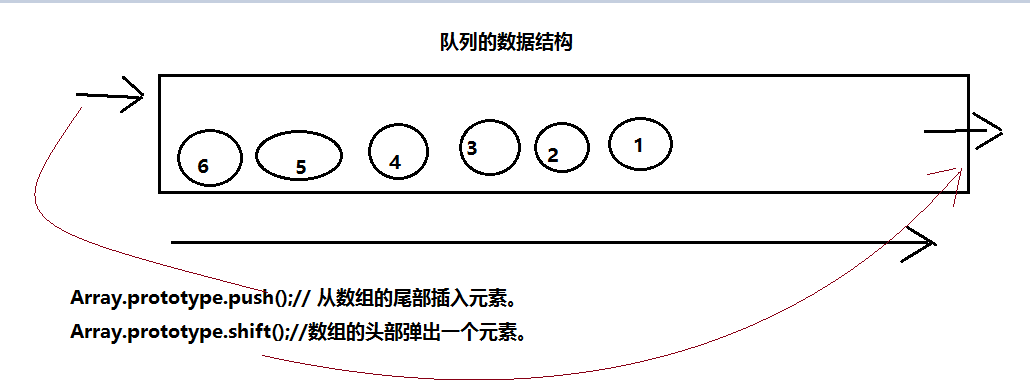 队列的数据结构
6 5 4 3 2 1
Array.prototype.push();// 从数组的尾部插入元素。
Array.prototype.shift();//数组的头部弹出一个元素。